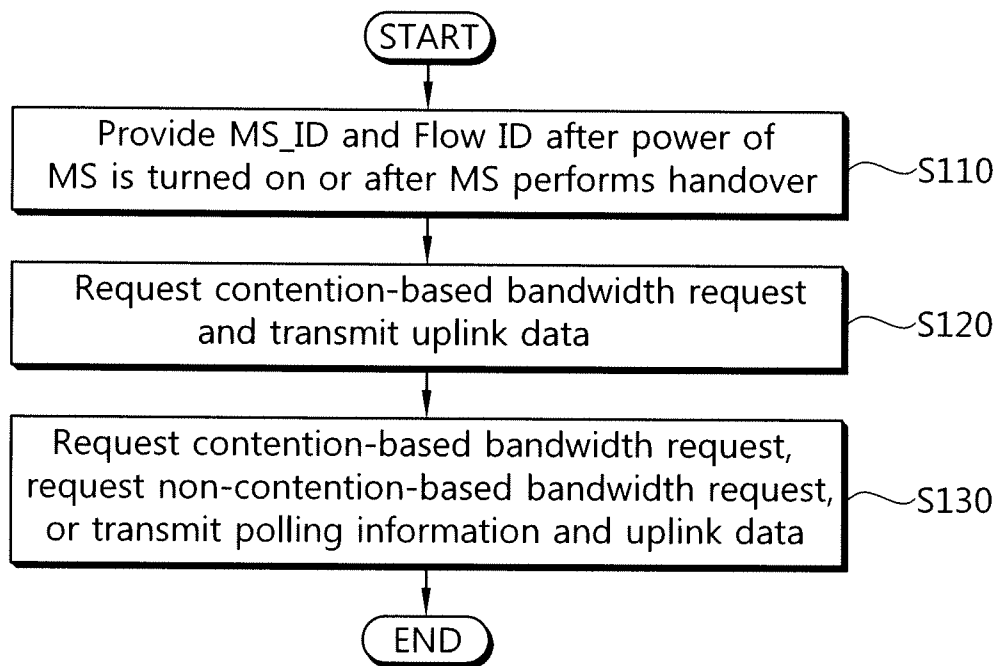 START
Provide MS_ID and Flow ID after power of
MS is turned on or after MS performs handover
S110
Request contention-based bandwidth request
and transmit uplink data
S120
Request contention-based bandwidth request,
request non-contention-based bandwidth request,
or transmit polling information and uplink data
S130
END